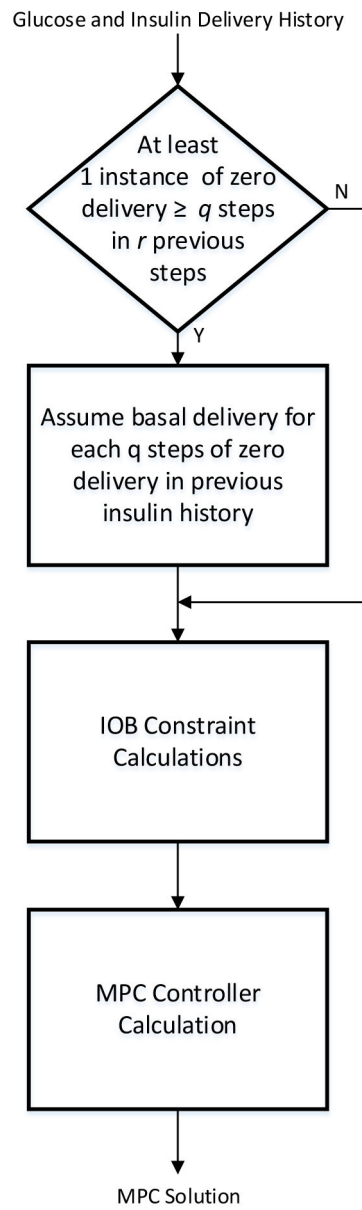 Glucose and Insulin Delivery History
At least
1 instance of zero
delivery ≥ q steps
in r previous
steps
N
Y
Assume basal delivery for
each q steps of zero
delivery in previous
insulin history
IOB Constraint
Calculations
MPC Controller
Calculation
MPC Solution